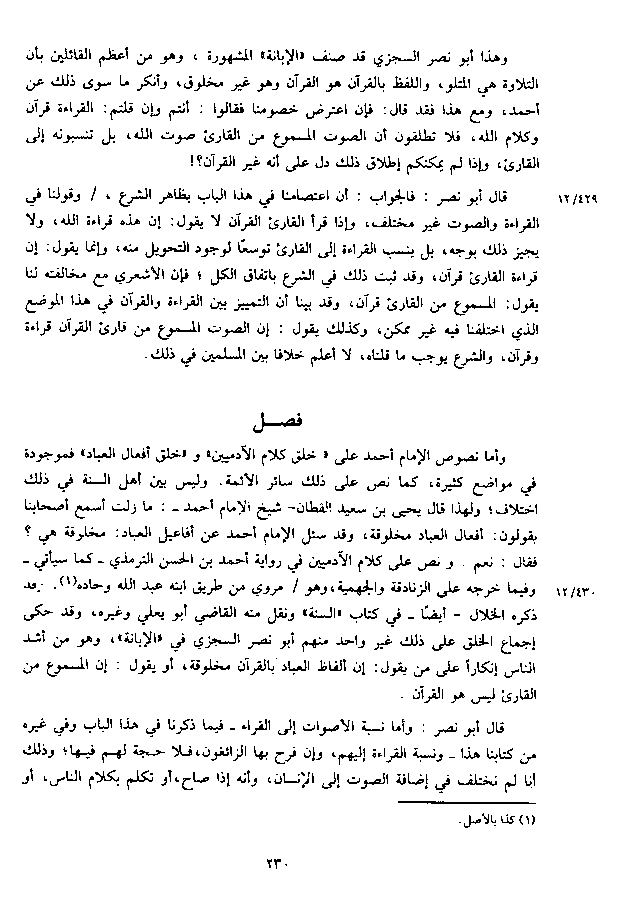 وهذا أبو نصر السجزي قد صنف «الإبانة» المشهورة ، وهو من أعظم القائلين بأن
التلاوة هي المتلو، واللفظ بالقرآن هو القرآن وهو غير مخلوق، وأنكر ما سوى ذلك عن
أحمد، ومع هذا فقد قال: فإن اعترض خصومنا فقالوا : أنتم وإن قلتم: القراءة قرآن
وكلام الله، فلا تطلقون أن الصوت المسموع من القارئ صوت الله، بل تنسبونه إلى
القارئ، وإذا لم يمكنكم إطلاق ذلك دل على أنه غير القرآن؟!
١٢/٤٢٩ قال أبو نصر : فالجواب : أن اعتصامنا في هذا الباب بظاهر الشرع ، / وقولنا في
القراءة والصوت غير مختلف، وإذا قرأ القارئ القرآن لا يقول: إن هذه قراءة الله، ولا
يجيز ذلك بوجه، بل ينسب القراءة إلى القارئ توسعًا لوجود التحويل منه، وإنما يقول: إن
قراءة القارئ قرآن، وقد ثبت ذلك في الشرع باتفاق الكل ؛ فإن الأشعري مع مخالفته لنا
يقول: المسموع من القارئ قرآن، وقد بينا أن التمييز بين القراءة والقرآن في هذا الموضع
الذي اختلفنا فيه غير ممكن، وكذلك يقول : إن الصوت المسموع من قارئ القرآن قراءة
وقرآن، والشرع يوجب ما قلناه، لا أعلم خلافا بين المسلمين في ذلك.
فصــل
وأما نصوص الإمام أحمد على « خلق كلام الآدميين» و «خلق أفعال العباد» فموجودة
في مواضع كثيرة، كما نص على ذلك سائر الأئمة. وليس بين أهل السنة في ذلك
اختلاف؛ ولهذا قال يحيى بن سعيد القطان- شيخ الإمام أحمد ـ : ما زلت أسمع أصحابنا
يقولون: أفعال العباد مخلوقة، وقد سئل الإمام أحمد عن أفاعيل العباد: مخلوقة هي ؟
فقال : نعم . و نص على كلام الآدميين في رواية أحمد بن الحسن الترمذي ـ كما سيأتي ـ
١٢/٤٣٠ وفيما خرجه على الزنادقة والجهمية، وهو / مروي من طريق ابنه عبد الله وحاده(١). وقد
ذكره الخلال - أيضًا ـ في كتاب «السنة» ونقل منه القاضي أبو يعلي وغيره، وقد حكى
إجماع الخلق على ذلك غير واحد منهم أبو نصر السجزي في «الإبانة»، وهو من أشد
الناس إنكارأ على من يقول: إن ألفاظ العباد بالقرآن مخلوقة، أو يقول : إن المسموع من
القارئ ليس هو القرآن .
قال أبو نصر : وأما نسبة الأصوات إلى القراء ـ فيما ذكرنا في هذا الباب وفي غيره
من كتابنا هذا ـ ونسبة القراءة إليهم، وإن فرح بها الزائغون، فلا حجة لهم فيها؛ وذلك
أنا لم نختلف في إضافة الصوت إلى الإنسان، وأنه إذا صاح،أو تكلم بكلام الناس، أو
(١) كذا بالأصل.
٢٣٠